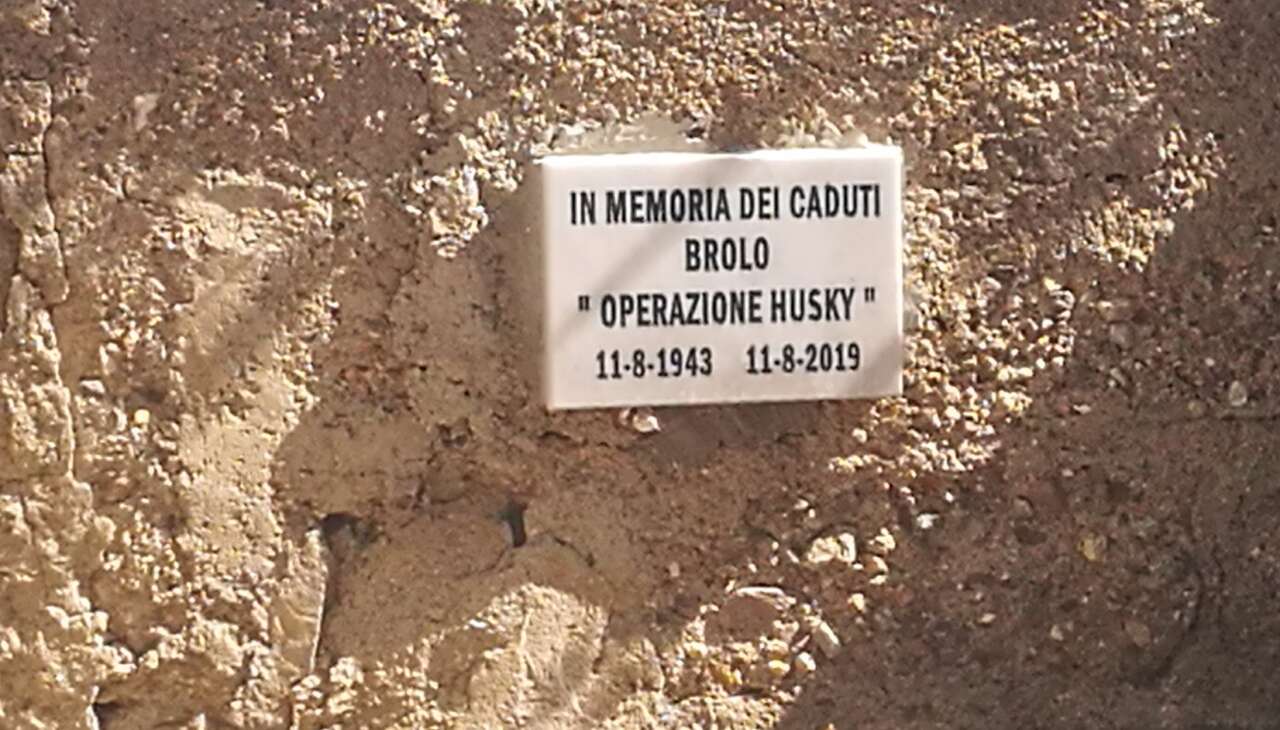 IN MEMORIA DEI CADUTI
BROLO
" OPERAZIONE HUSKY "
11-8-1943 11-8-2019